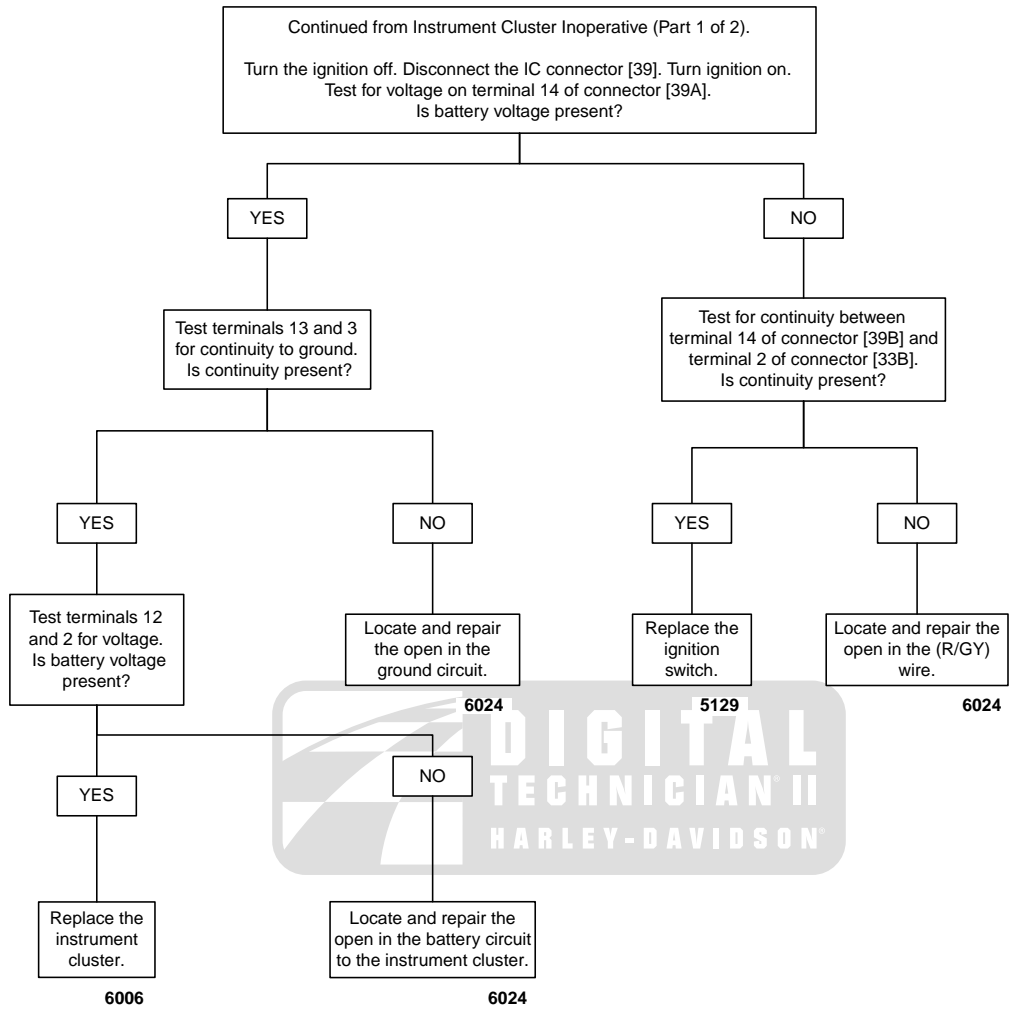 Continued from Instrument Cluster Inoperative (Part 1 of 2).
Turn the ignition off. Disconnect the IC connector [39]. Turn ignition on.
Test for voltage on terminal 14 of connector [39A].
Is battery voltage present?
YES
NO
Test terminals 13 and 3
for continuity to ground.
Is continuity present?
Test for continuity between
terminal 14 of connector [39B] and
terminal 2 of connector [33B].
Is continuity present?
YES
NO
YES
NO
Test terminals 12
and 2 for voltage.
Is battery voltage
present?
Locate and repair
the open in the
ground circuit.
6024
Replace the
ignition
switch.
5129
Locate and repair the
open in the (R/GY)
wire.
6024
DIGITAL
TECHNICIAN® II
HARLEY-DAVIDSON®
YES
NO
Replace the
instrument
cluster.
6006
Locate and repair the
open in the battery circuit
to the instrument cluster.
6024